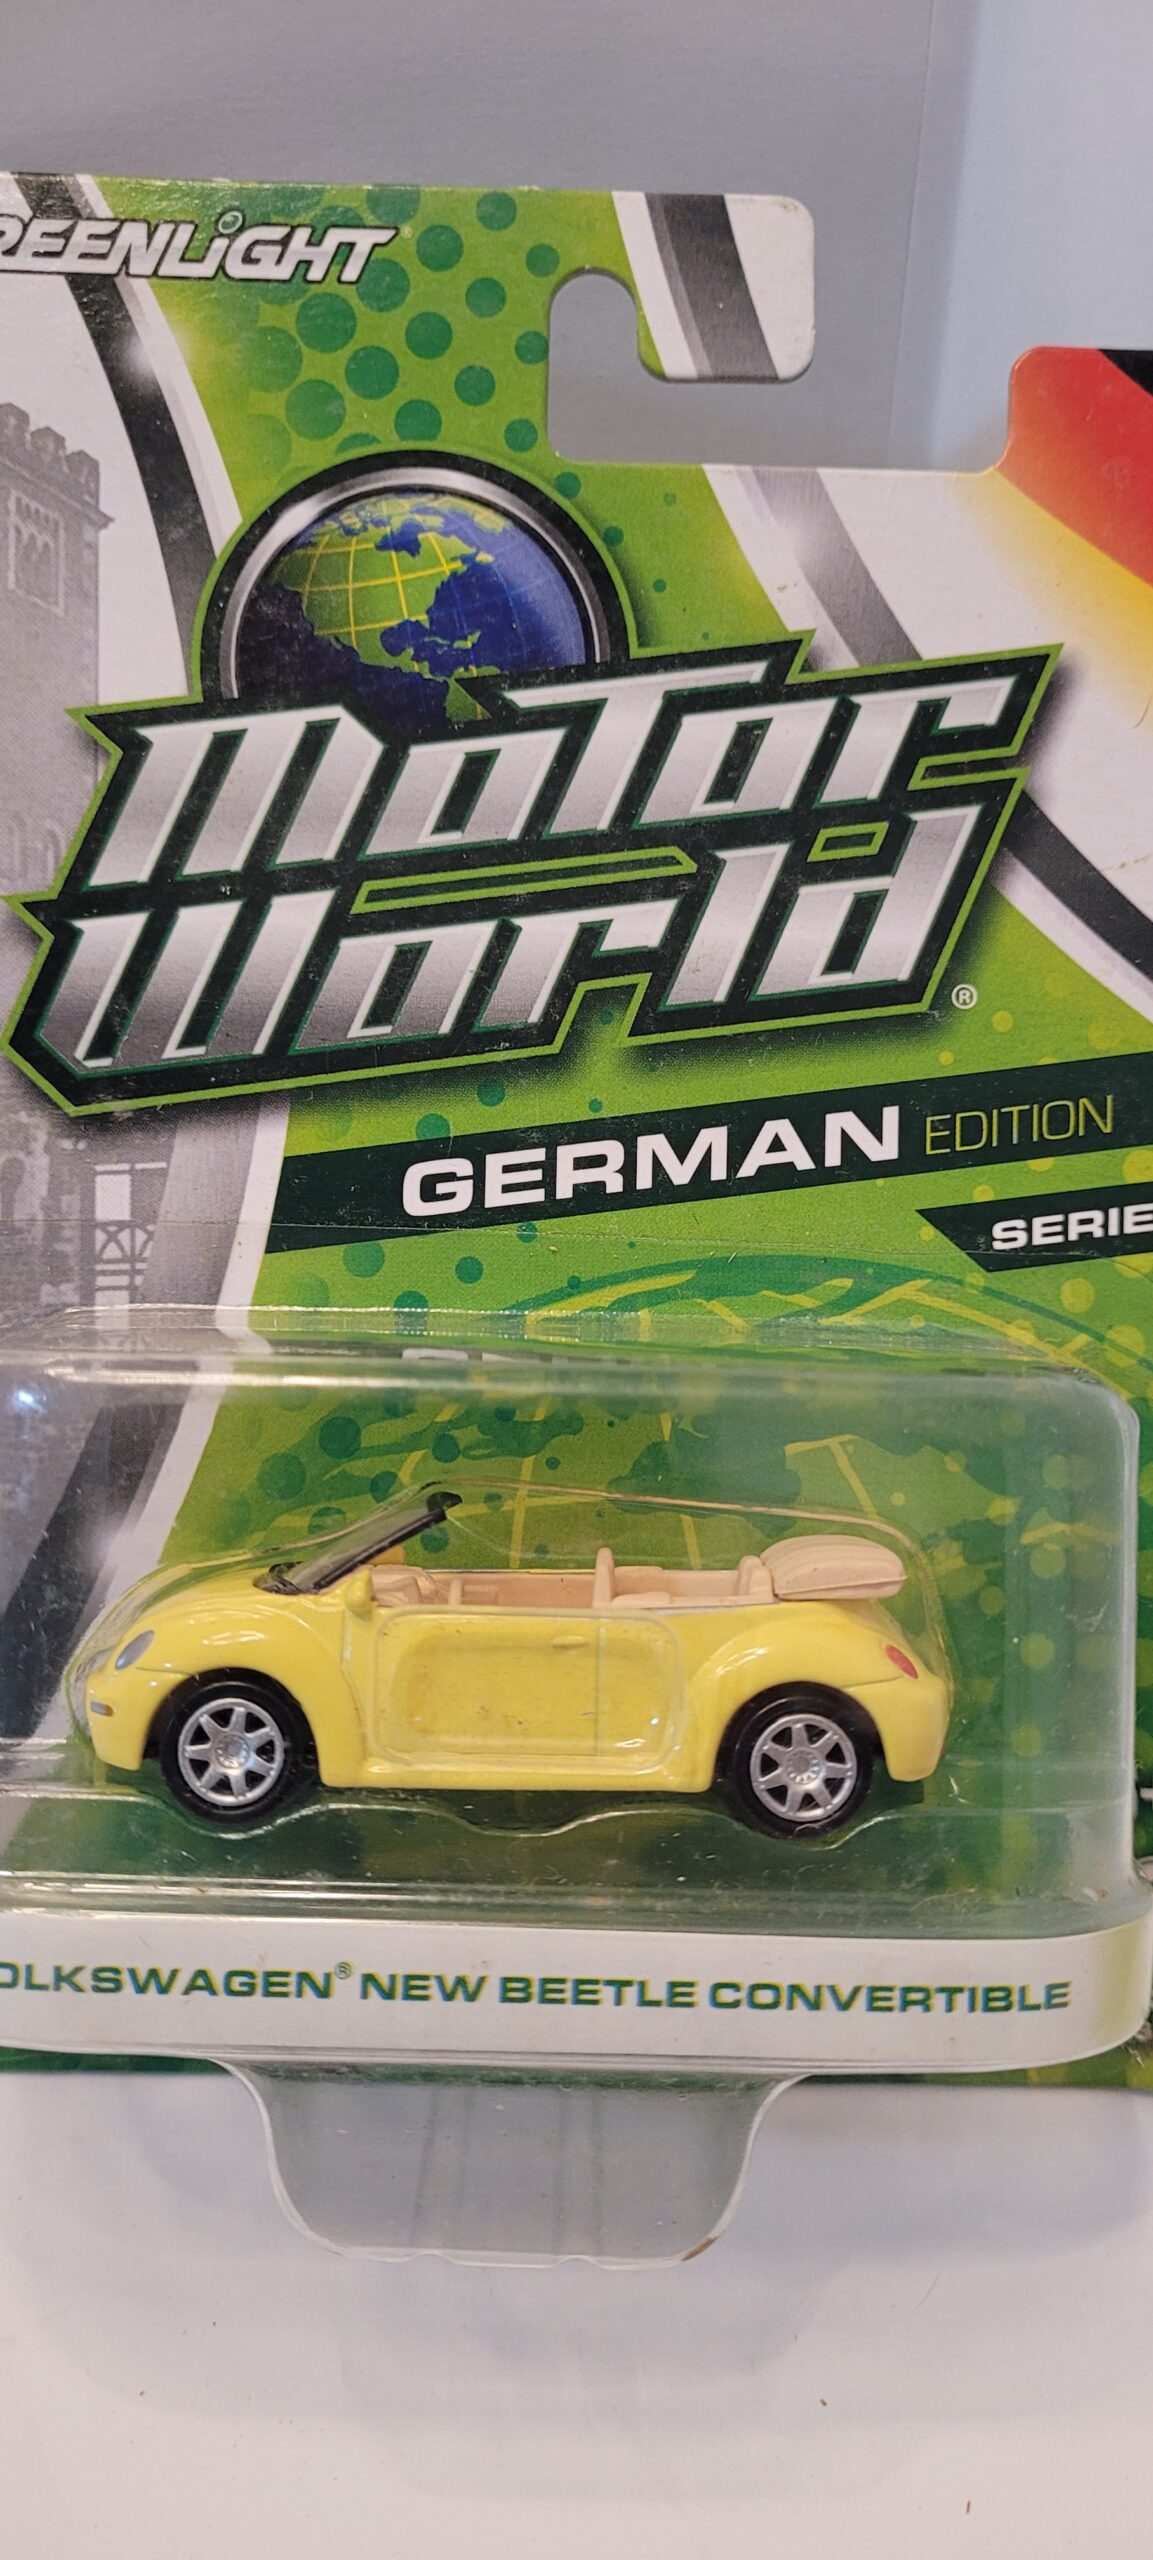 REENLiGHT
MoTor
World®
GERMAN EDITION
SERIE
OLKSWAGEN® NEW BEETLE CONVERTIBLE